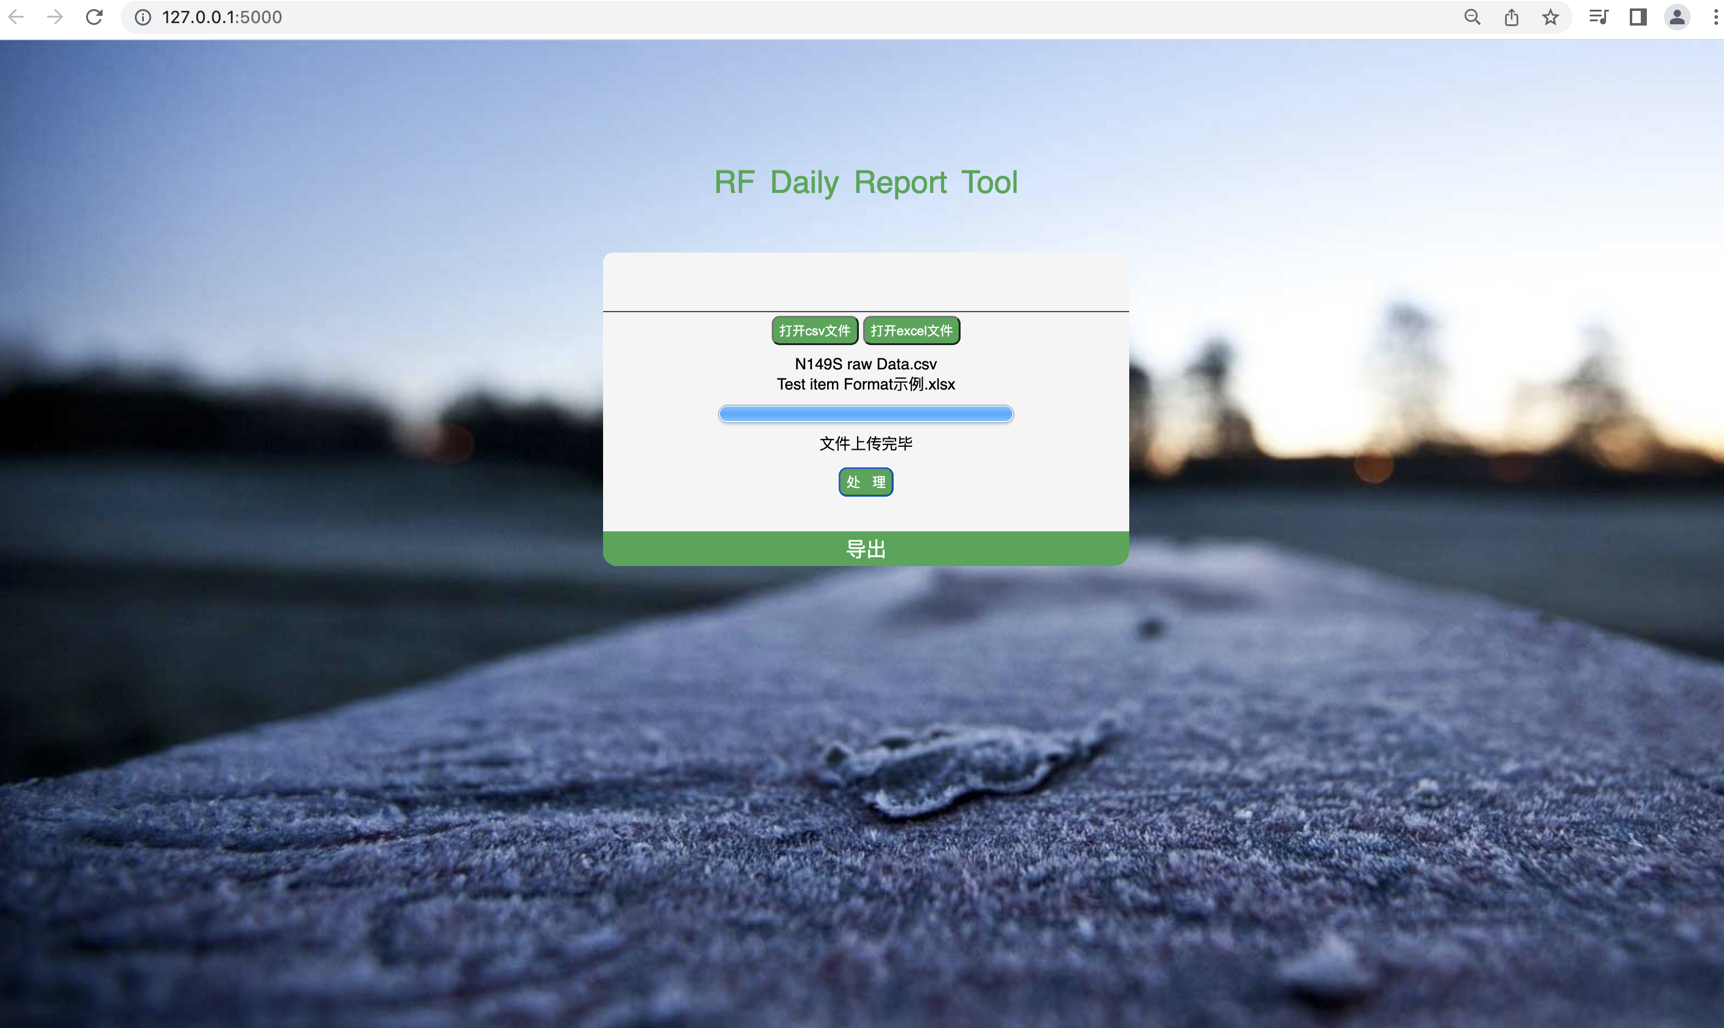 127.0.0.1:5000
RF Daily Report Tool
打开csv文件 打开excel文件
N149S raw Data.csv
Test item Format示例.xlsx
文件上传完毕
处 理
导出